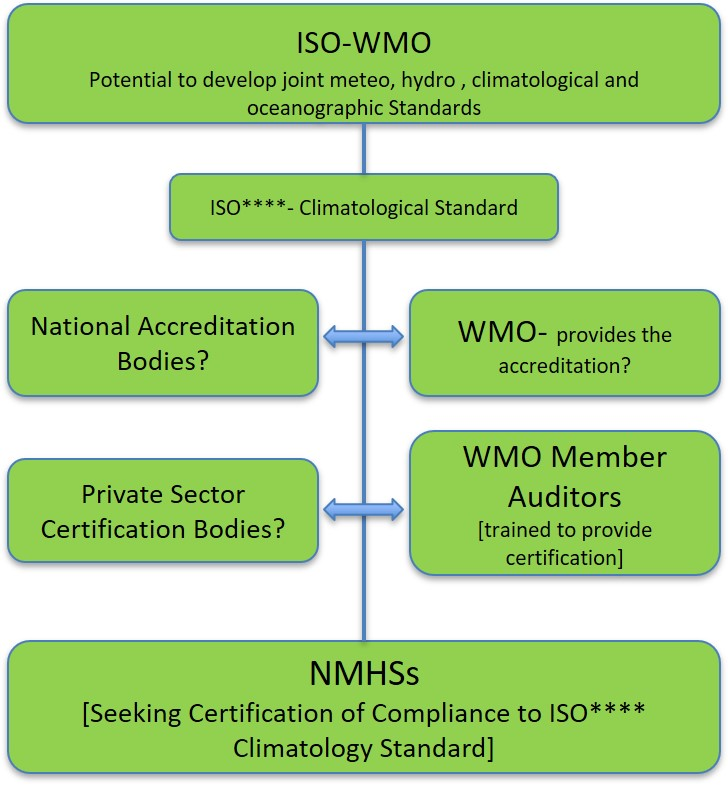 ISO-WMO
Potential to develop joint meteo, hydro , climatological and
oceanographic Standards
ISO****- Climatological Standard
National Accreditation
Bodies?
WMO- provides the
accreditation?
Private Sector
Certification Bodies?
WMO Member
Auditors
[trained to provide
certification]
NMHSs
[Seeking Certification of Compliance to ISO****
Climatology Standard]